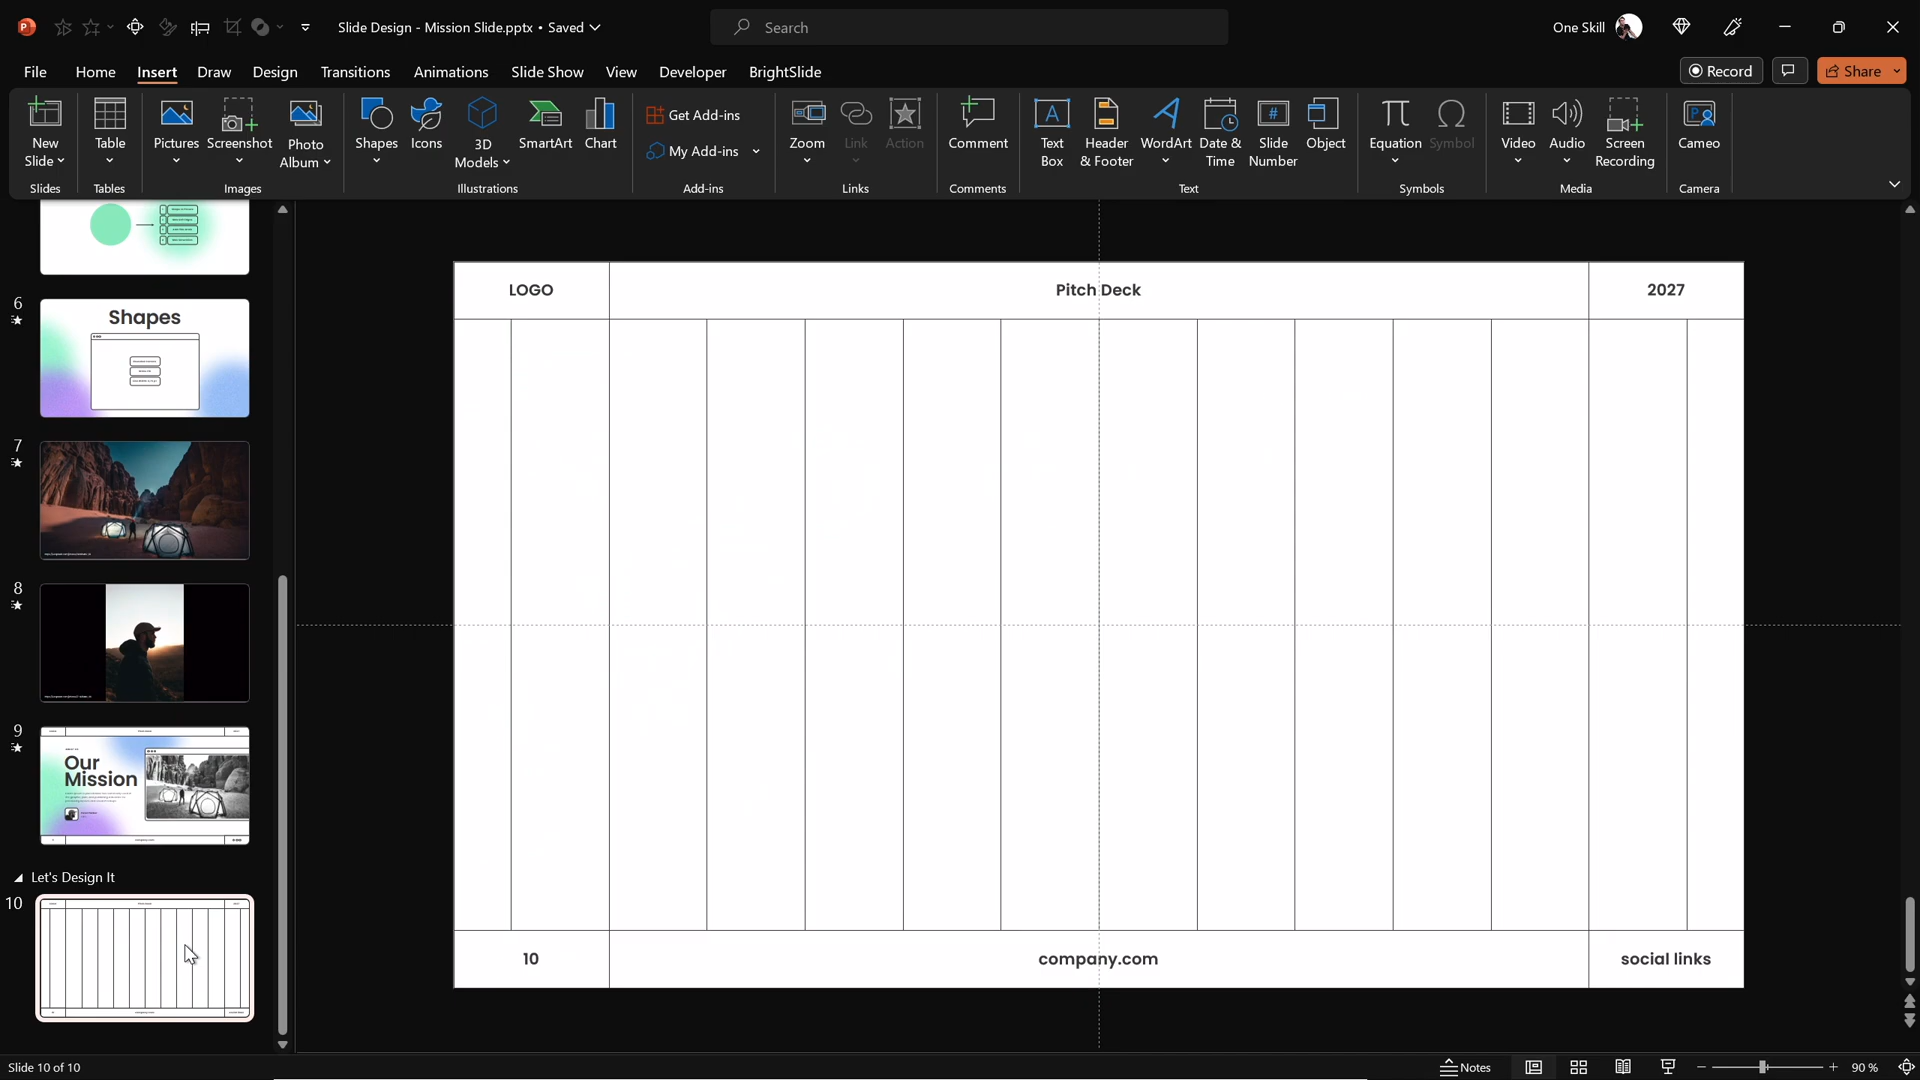 Slide Design - Mission Slide.pptx • Saved
Search
One Skill
File Home Insert Draw Design Transitions Animations Slide Show View Developer BrightSlide
Record
Share
New Slide
Table
Pictures
Screenshot
Photo Album
Shapes
Icons
3D Models
SmartArt
Chart
Get Add-ins
My Add-ins
Zoom
Link
Action
Comment
Text Box
Header & Footer
WordArt
Date & Time
Slide Number
Object
Equation
Symbol
Video
Audio
Screen Recording
Cameo
Slides Tables Images Illustrations Add-ins Links Comments Text Symbols Media Camera
6
Shapes
7
8
9
Our
Mission
Let's Design It
10
LOGO Pitch Deck 2027
10 company.com social links
Slide 10 of 10
Notes
90 %